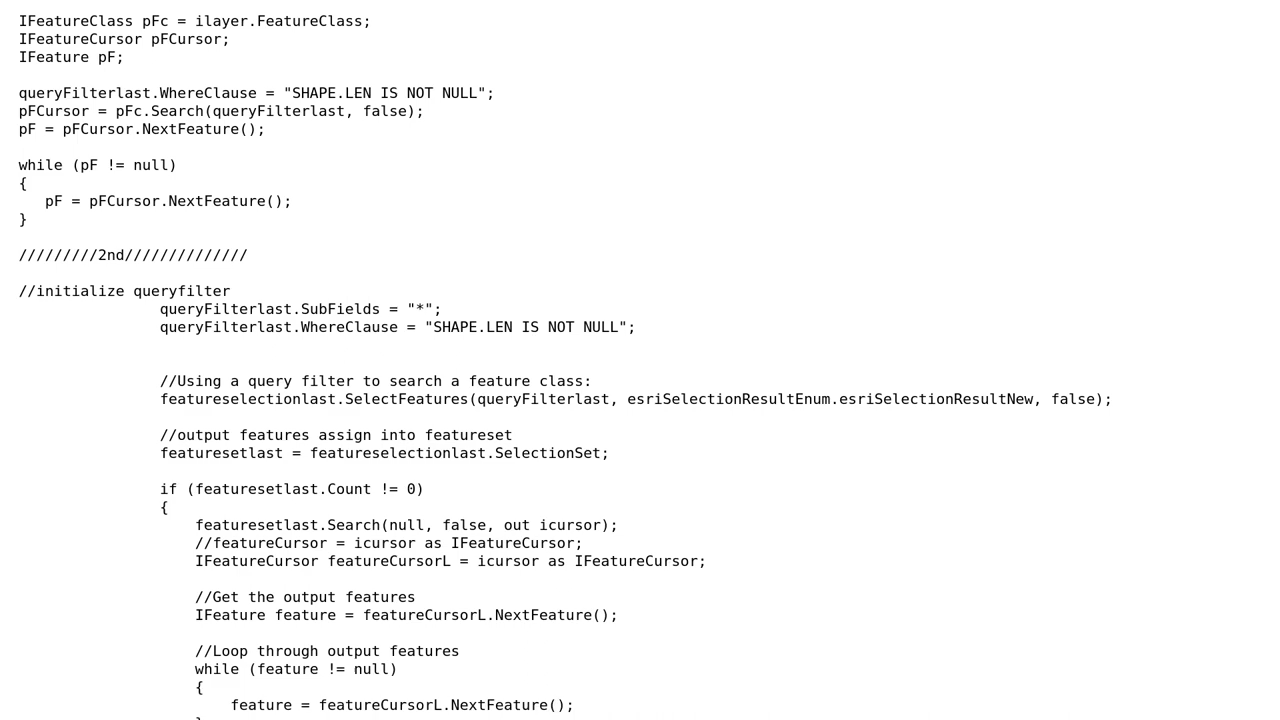 IFeatureClass pFc = ilayer.FeatureClass;
IFeatureCursor pFCursor;
IFeature pF;

queryFilterlast.WhereClause = "SHAPE.LEN IS NOT NULL";
pFCursor = pFc.Search(queryFilterlast, false);
pF = pFCursor.NextFeature();

while (pF != null)
{
   pF = pFCursor.NextFeature();
}

/////////2nd//////////////

//initialize queryfilter
                queryFilterlast.SubFields = "*";
                queryFilterlast.WhereClause = "SHAPE.LEN IS NOT NULL";


                //Using a query filter to search a feature class:
                featureselectionlast.SelectFeatures(queryFilterlast, esriSelectionResultEnum.esriSelectionResultNew, false);

                //output features assign into featureset
                featuresetlast = featureselectionlast.SelectionSet;

                if (featuresetlast.Count != 0)
                {
                    featuresetlast.Search(null, false, out icursor);
                    //featureCursor = icursor as IFeatureCursor;
                    IFeatureCursor featureCursorL = icursor as IFeatureCursor;

                    //Get the output features
                    IFeature feature = featureCursorL.NextFeature();

                    //Loop through output features
                    while (feature != null)
                    {
                        feature = featureCursorL.NextFeature();